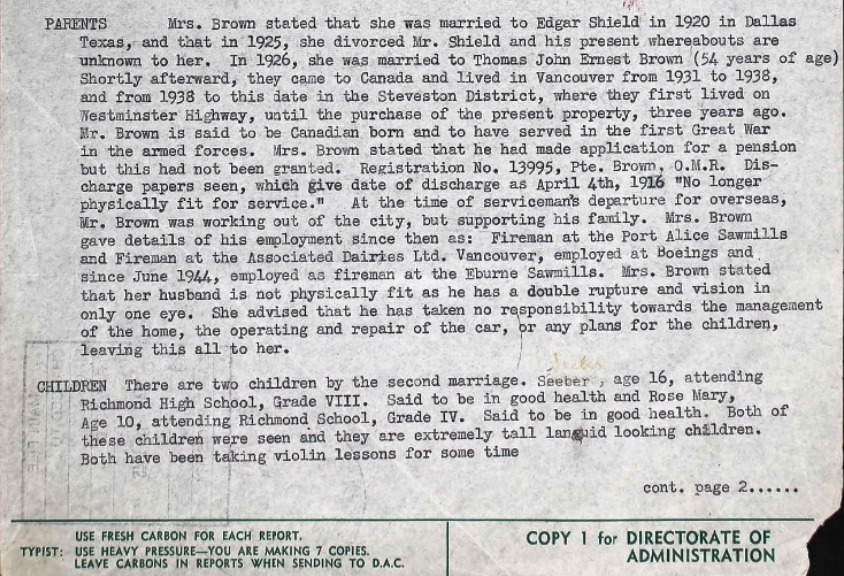 PARENTS Mrs. Brown stated that she was married to Edgar Shield in 1920 in Dallas
Texas, and that in 1925, she divorced Mr. Shield and his present whereabouts are
unknown to her. In 1926, she was married to Thomas John Ernest Brown (54 years of age)
Shortly afterward, they came to Canada and lived in Vancouver from 1931 to 1938,
and from 1938 to this date in the Steveston District, where they first lived on
Westminster Highway, until the purchase of the present property, three years ago.
Mr. Brown is said to be Canadian born and to have served in the first Great War
in the armed forces. Mrs. Brown stated that he had made application for a pension
but this had not been granted. Registration No. 13995, Pte. Brown, O.M.R. Dis-
charge papers seen, which give date of discharge as April 4th, 1916 "No longer
physically fit for service." At the time of serviceman's departure for overseas,
Mr. Brown was working out of the city, but supporting his family. Mrs. Brown
gave details of his employment since then as: Fireman at the Port Alice Sawmills
and Fireman at the Associated Dairies Ltd. Vancouver, employed at Boeings and
since June 1944, employed as fireman at the Eburne Sawmills. Mrs. Brown stated
that her husband is not physically fit as he has a double rupture and vision in
only one eye. She advised that he has taken no responsibility towards the management
of the home, the operating and repair of the car, or any plans for the children,
leaving this all to her.
Seeber
CHILDREN There are two children by the second marriage. Seeber, age 16, attending
Richmond High School, Grade VIII. Said to be in good health and Rose Mary,
Age 10, attending Richmond School, Grade IV. Said to be in good health. Both of
these children were seen and they are extremely tall languid looking children.
Both have been taking violin lessons for some time
cont. page 2......
USE FRESH CARBON FOR EACH REPORT.
TYPIST: USE HEAVY PRESSURE—YOU ARE MAKING 7 COPIES.
LEAVE CARBONS IN REPORTS WHEN SENDING TO D.A.C.
COPY 1 for DIRECTORATE OF
ADMINISTRATION